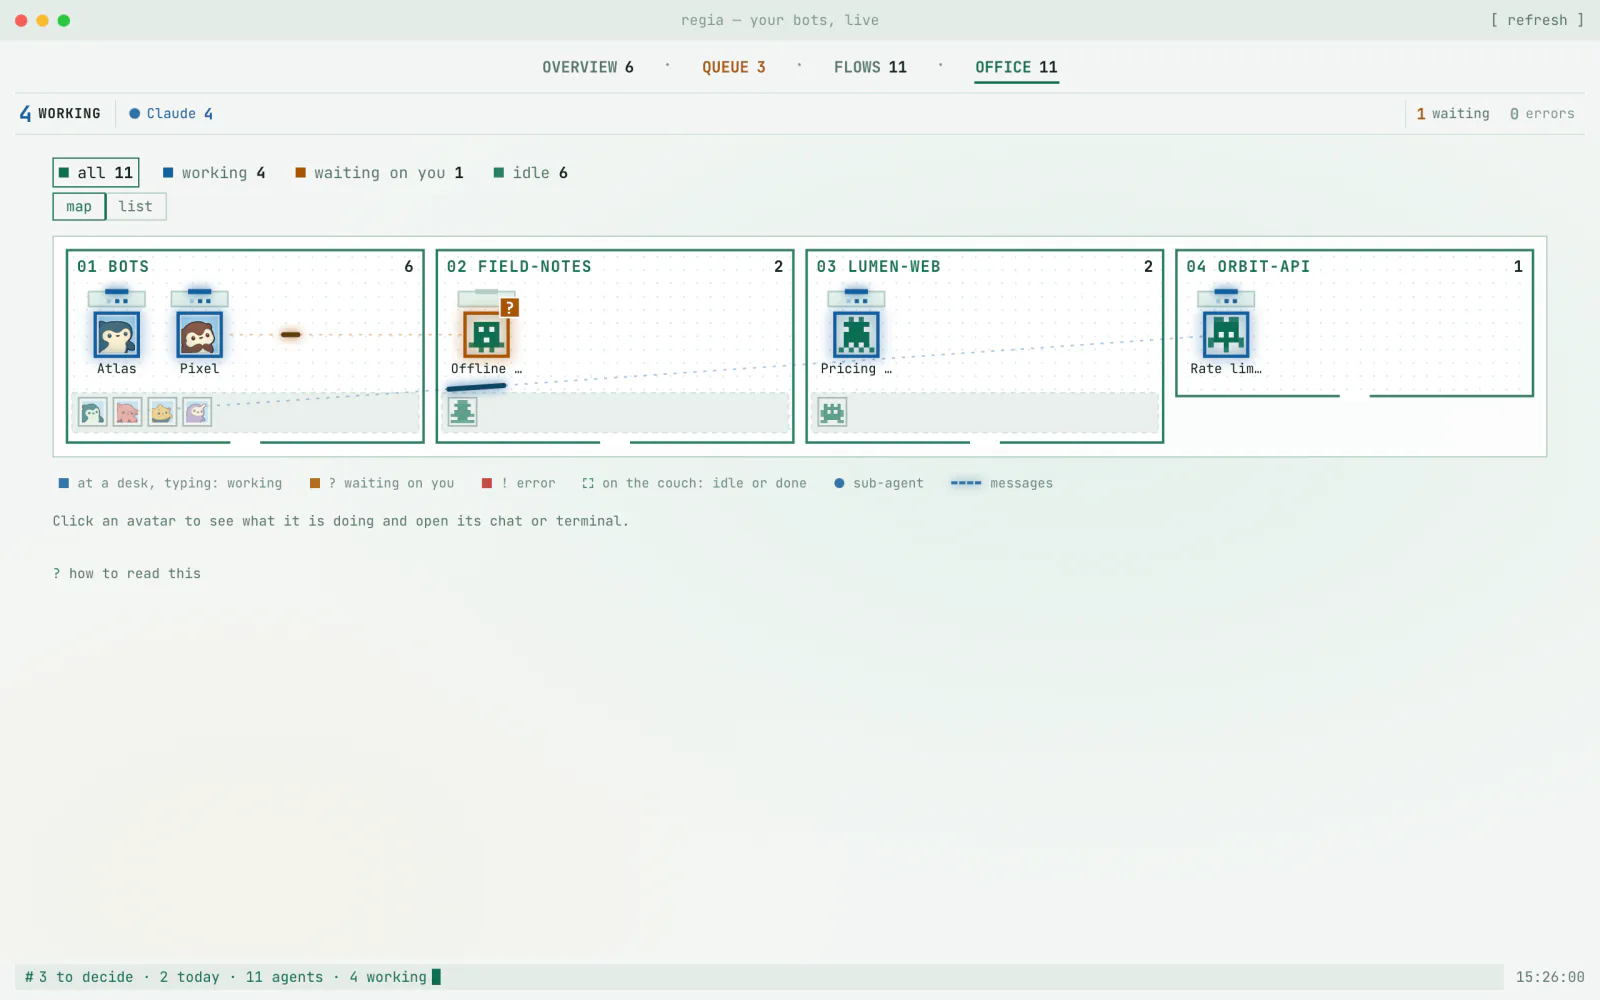 regia — your bots, live
[ refresh ]
OVERVIEW 6 · QUEUE 3 · FLOWS 11 · OFFICE 11
4 WORKING Claude 4 1 waiting 0 errors
all 11 working 4 waiting on you 1 idle 6
map list
01 BOTS 6 02 FIELD-NOTES 2 03 LUMEN-WEB 2 04 ORBIT-API 1
?
Atlas Pixel Offline … Pricing … Rate lim…
at a desk, typing: working ? waiting on you ! error on the couch: idle or done sub-agent messages
Click an avatar to see what it is doing and open its chat or terminal.
? how to read this
# 3 to decide · 2 today · 11 agents · 4 working 15:26:00